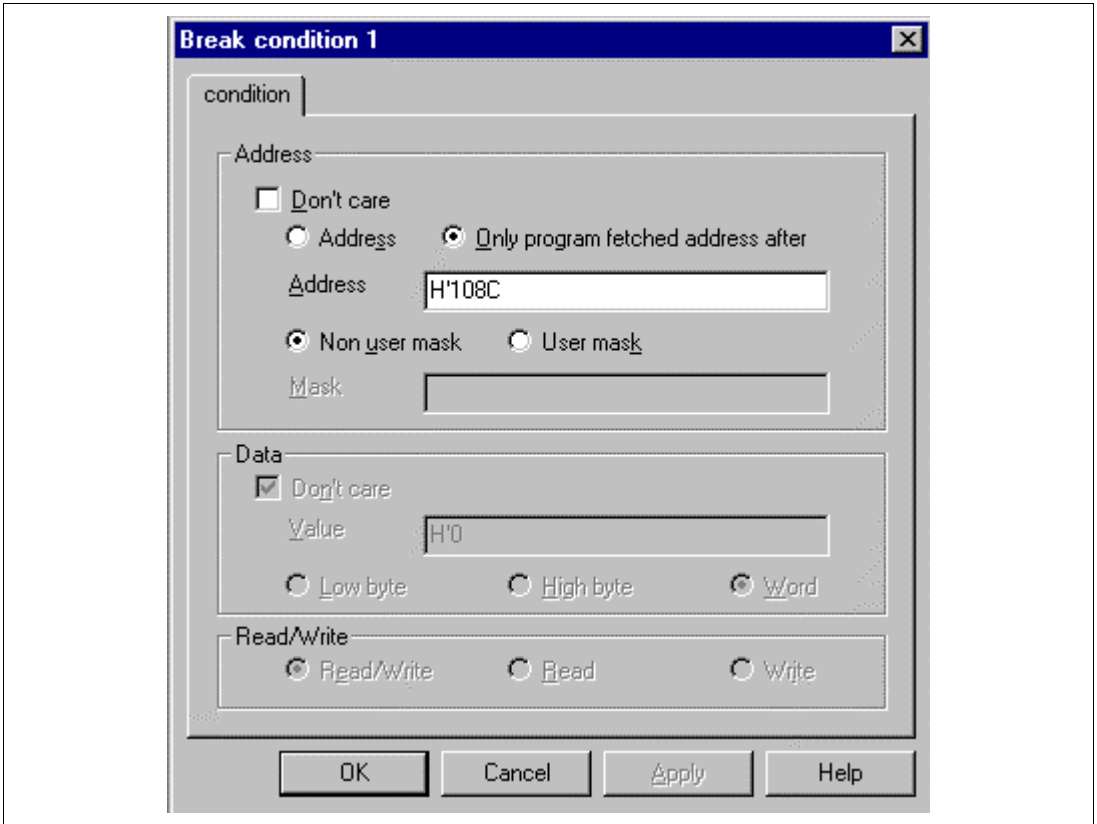 Break condition 1
condition
Address
Don't care
Address Only program fetched address after
Address H'108C
Non user mask User mask
Mask
Data
Don't care
Value H'0
Low byte High byte Word
Read/Write
Read/Write Read Write
OK Cancel Apply Help